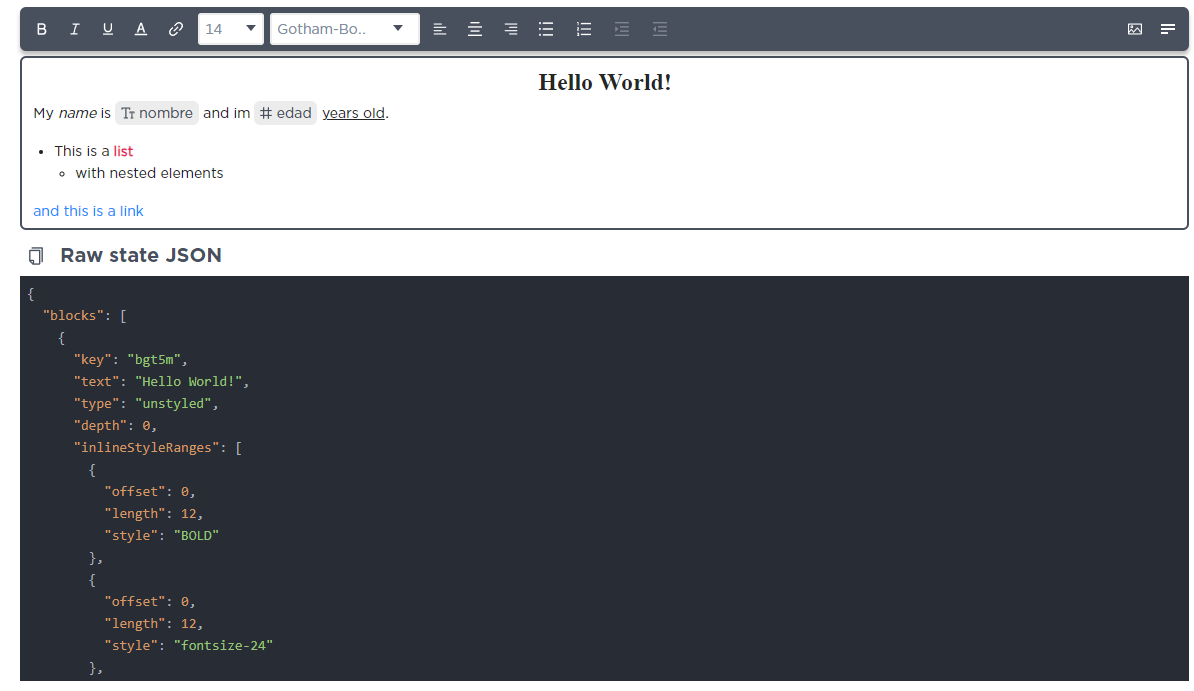 B I U A 14 Gotham-Bo..
Hello World!
My name is Tт nombre and im # edad years old.
• This is a list
◦ with nested elements
and this is a link
Raw state JSON
{
  "blocks": [
    {
      "key": "bgt5m",
      "text": "Hello World!",
      "type": "unstyled",
      "depth": 0,
      "inlineStyleRanges": [
        {
          "offset": 0,
          "length": 12,
          "style": "BOLD"
        },
        {
          "offset": 0,
          "length": 12,
          "style": "fontsize-24"
        },